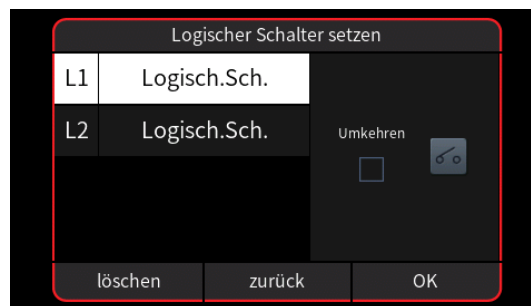 Logischer Schalter setzen
L1 Logisch.Sch.
L2 Logisch.Sch.
Umkehren
löschen zurück OK